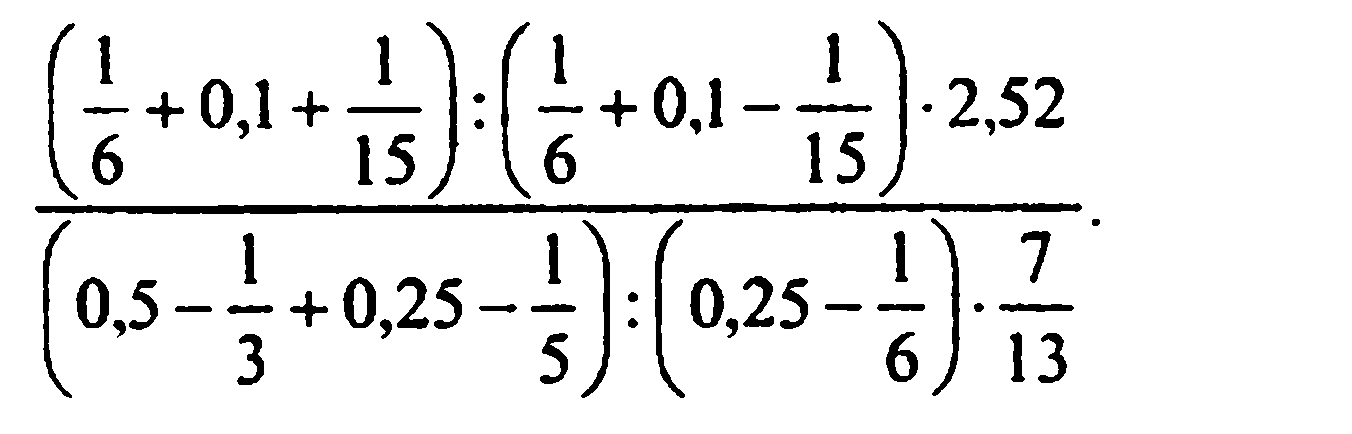 (1/6 + 0,1 + 1/15) : (1/6 + 0,1 − 1/15) · 2,52
(0,5 − 1/3 + 0,25 − 1/5) : (0,25 − 1/6) · 7/13 .